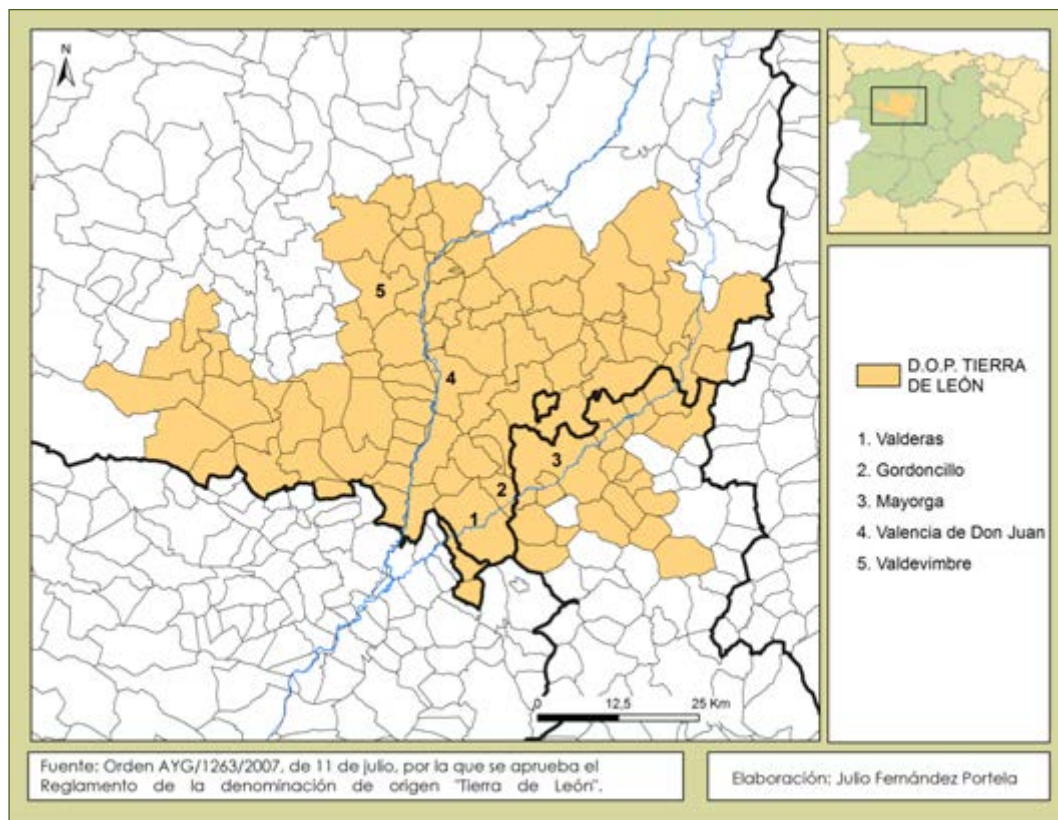 N
5
4
3
2
1
0 12,5 25 Km
D.O.P. TIERRA
DE LEÓN
1. Valderas
2. Gordoncillo
3. Mayorga
4. Valencia de Don Juan
5. Valdevimbre
Fuente: Orden AYG/1263/2007, de 11 de julio, por la que se aprueba el
Reglamento de la denominación de origen "Tierra de León".
Elaboración: Julio Fernández Portela